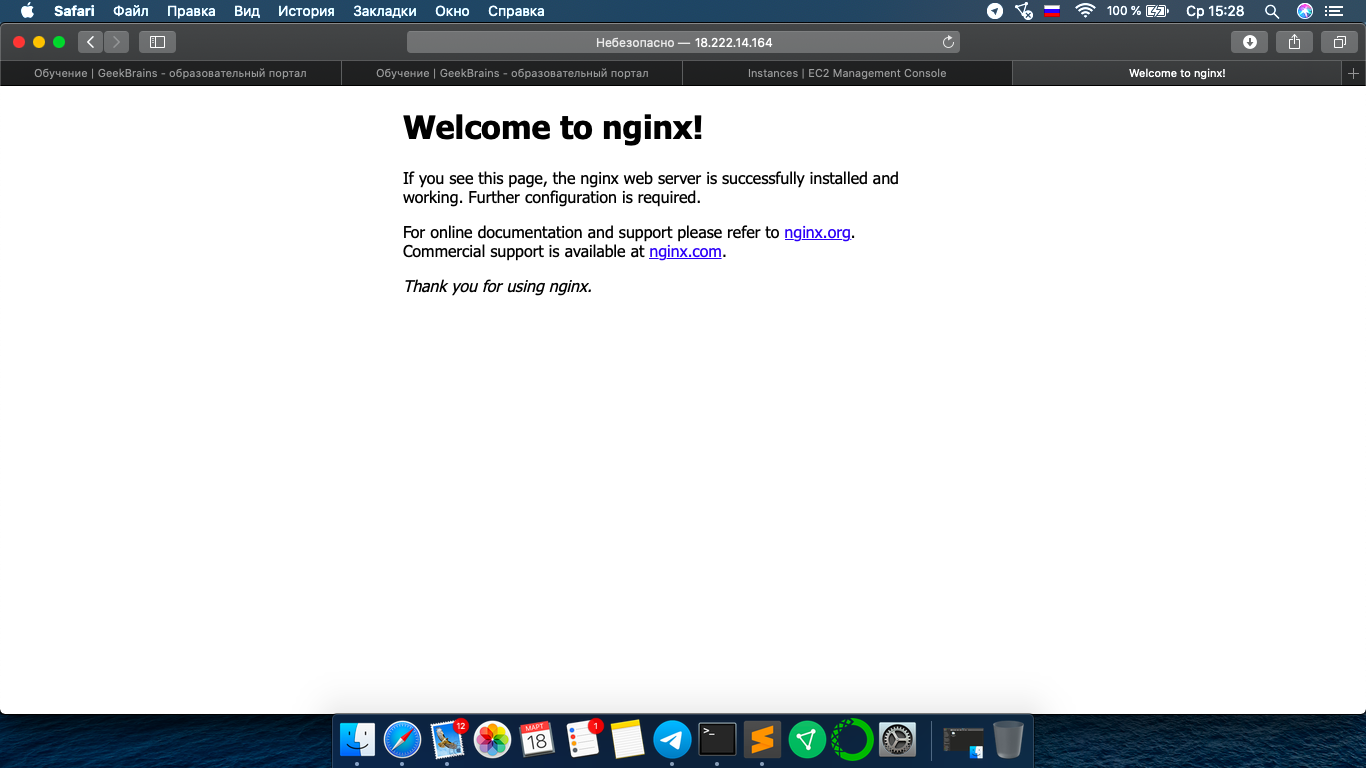 Safari Файл Правка Вид История Закладки Окно Справка 100 % Ср 15:28
Небезопасно — 18.222.14.164
Обучение | GeekBrains - образовательный портал Обучение | GeekBrains - образовательный портал Instances | EC2 Management Console Welcome to nginx!
Welcome to nginx!
If you see this page, the nginx web server is successfully installed and
working. Further configuration is required.
For online documentation and support please refer to nginx.org.
Commercial support is available at nginx.com.
Thank you for using nginx.
12
МАРТ
18
1
>_